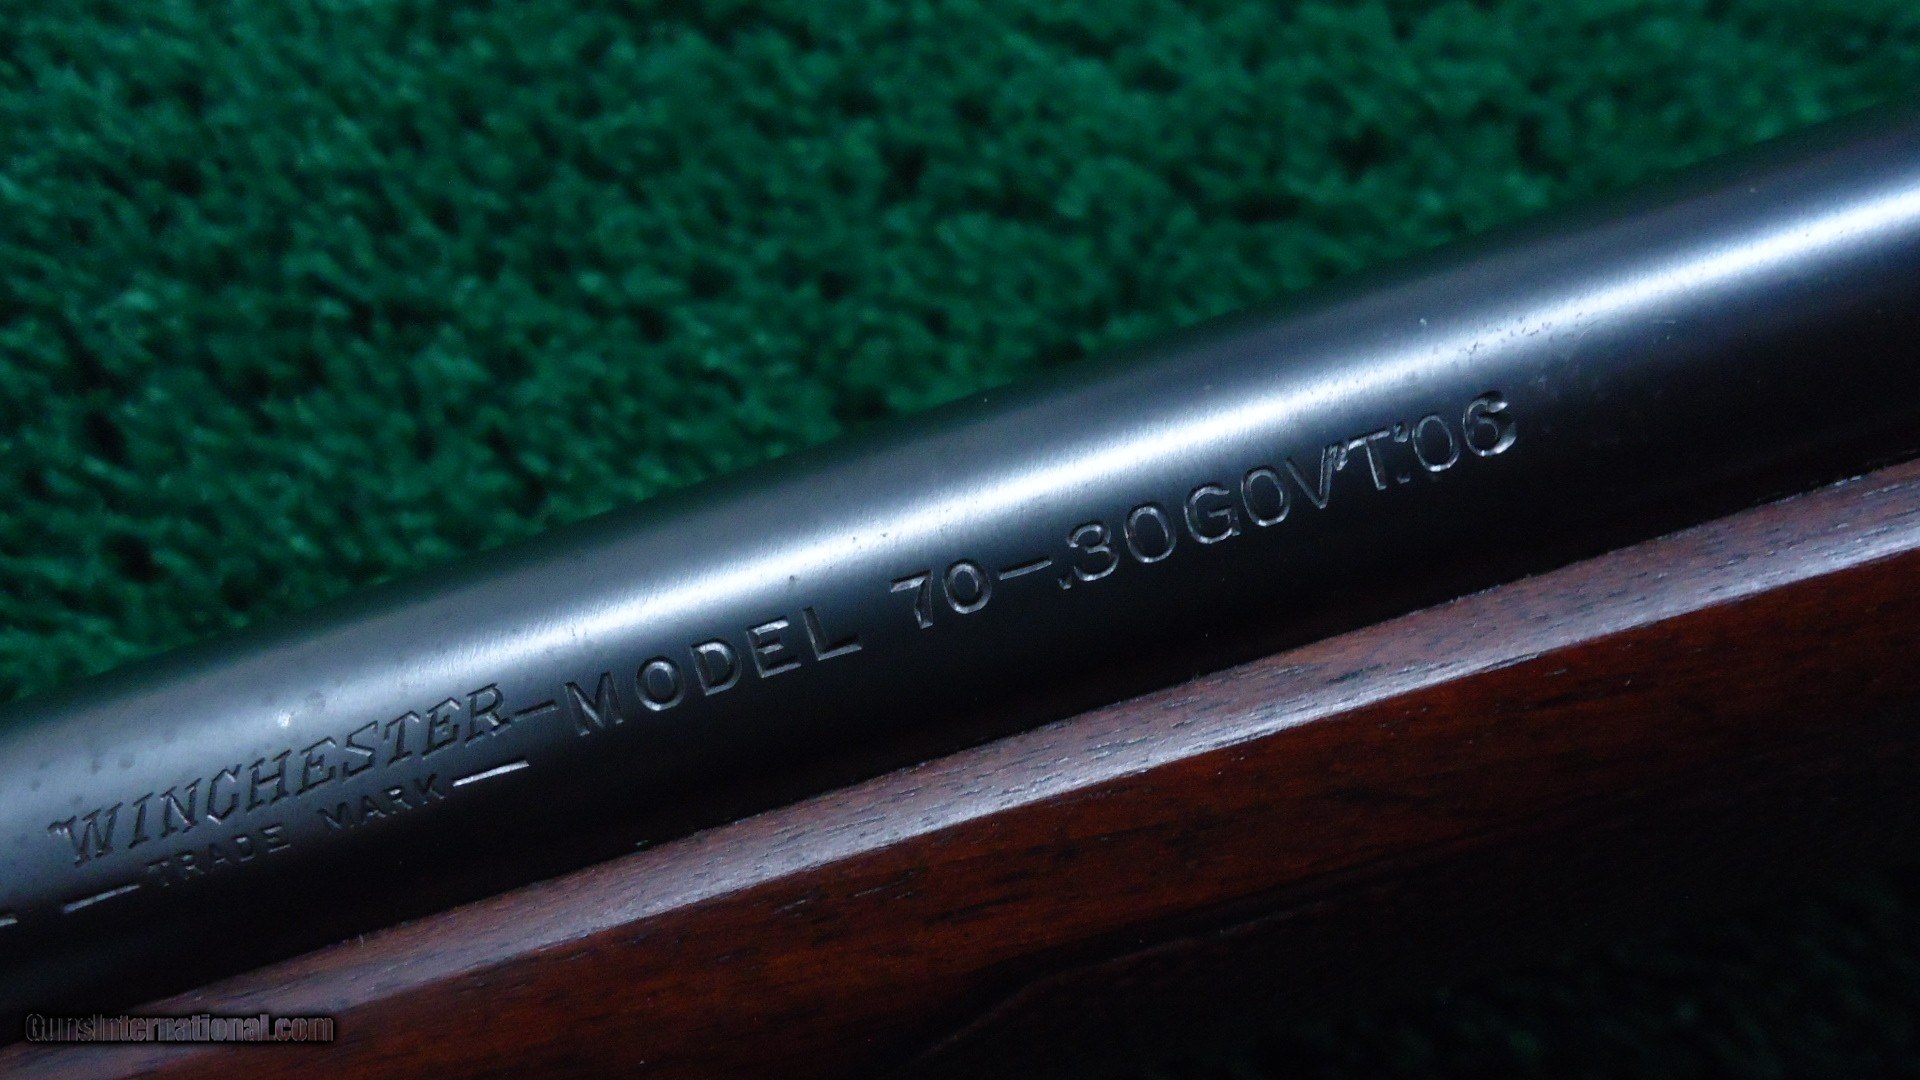 WINCHESTER-MODEL 70-.30GOV'T.'06
—TRADE MARK—
GunsInternational.com